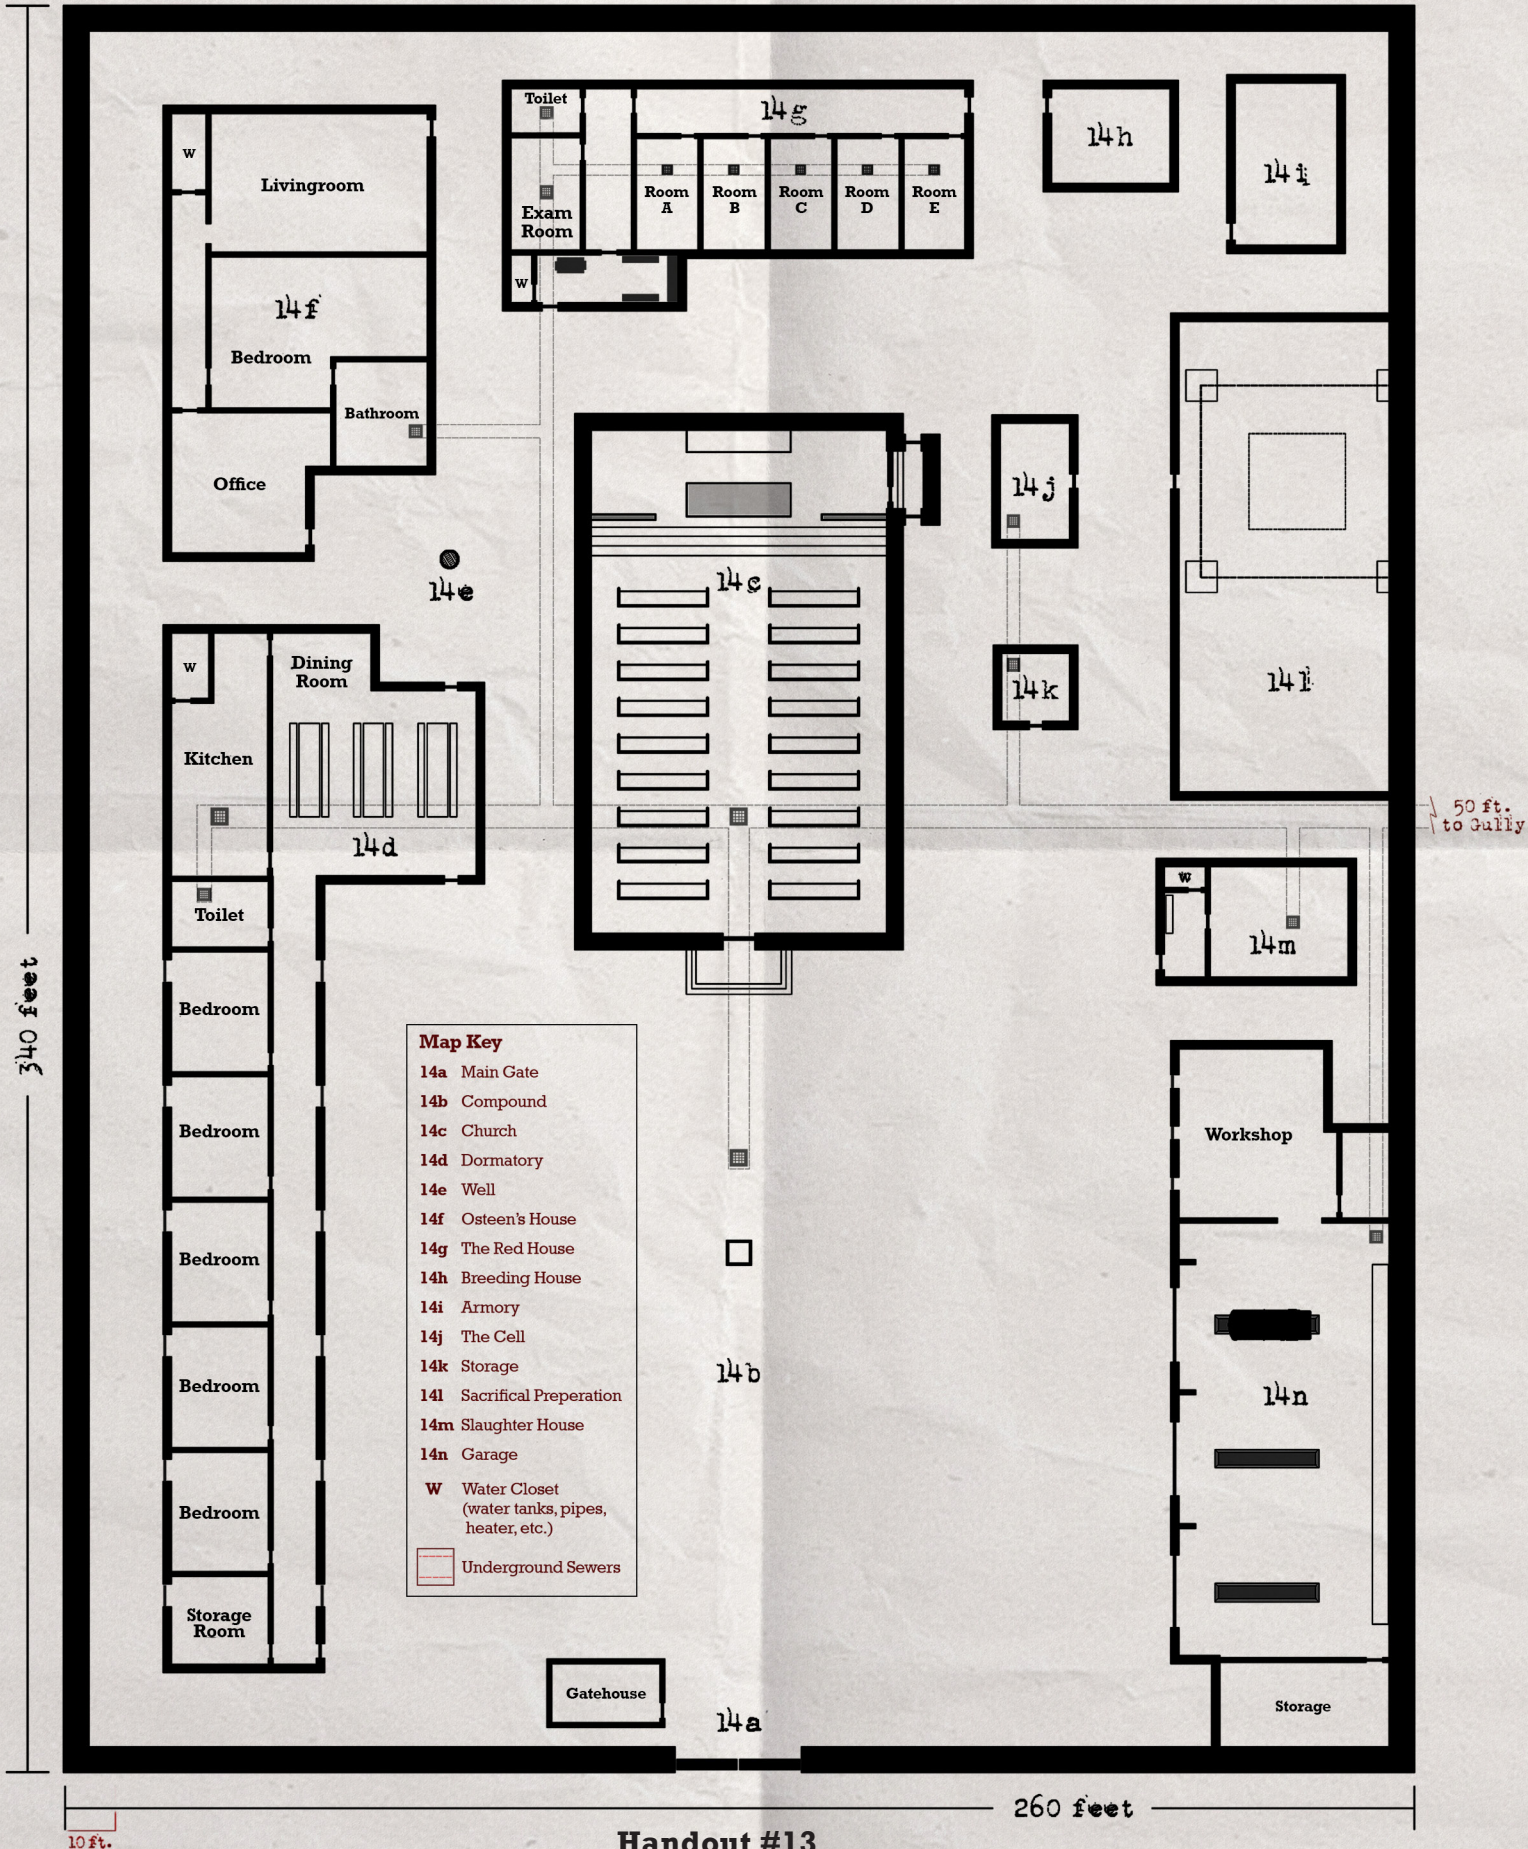 Toilet
14g
W
Livingroom
14h
14i
Room
A
Room
B
Room
C
Room
D
Room
E
Exam
Room
W
14f
Bedroom
Bathroom
Office
14j
14e
14c
W
Dining
Room
14k
14l
Kitchen
50 ft.
to Gully
14d
W
Toilet
14m
340 feet
Bedroom
Map Key
14a Main Gate
14b Compound
14c Church
14d Dormatory
14e Well
14f Osteen's House
14g The Red House
14h Breeding House
14i Armory
14j The Cell
14k Storage
14l Sacrifical Preperation
14m Slaughter House
14n Garage
W Water Closet
(water tanks, pipes,
heater, etc.)
Underground Sewers
Bedroom
Workshop
Bedroom
Bedroom
14b
14n
Bedroom
Storage
Room
Gatehouse
14a
Storage
260 feet
10 ft.
Handout #13